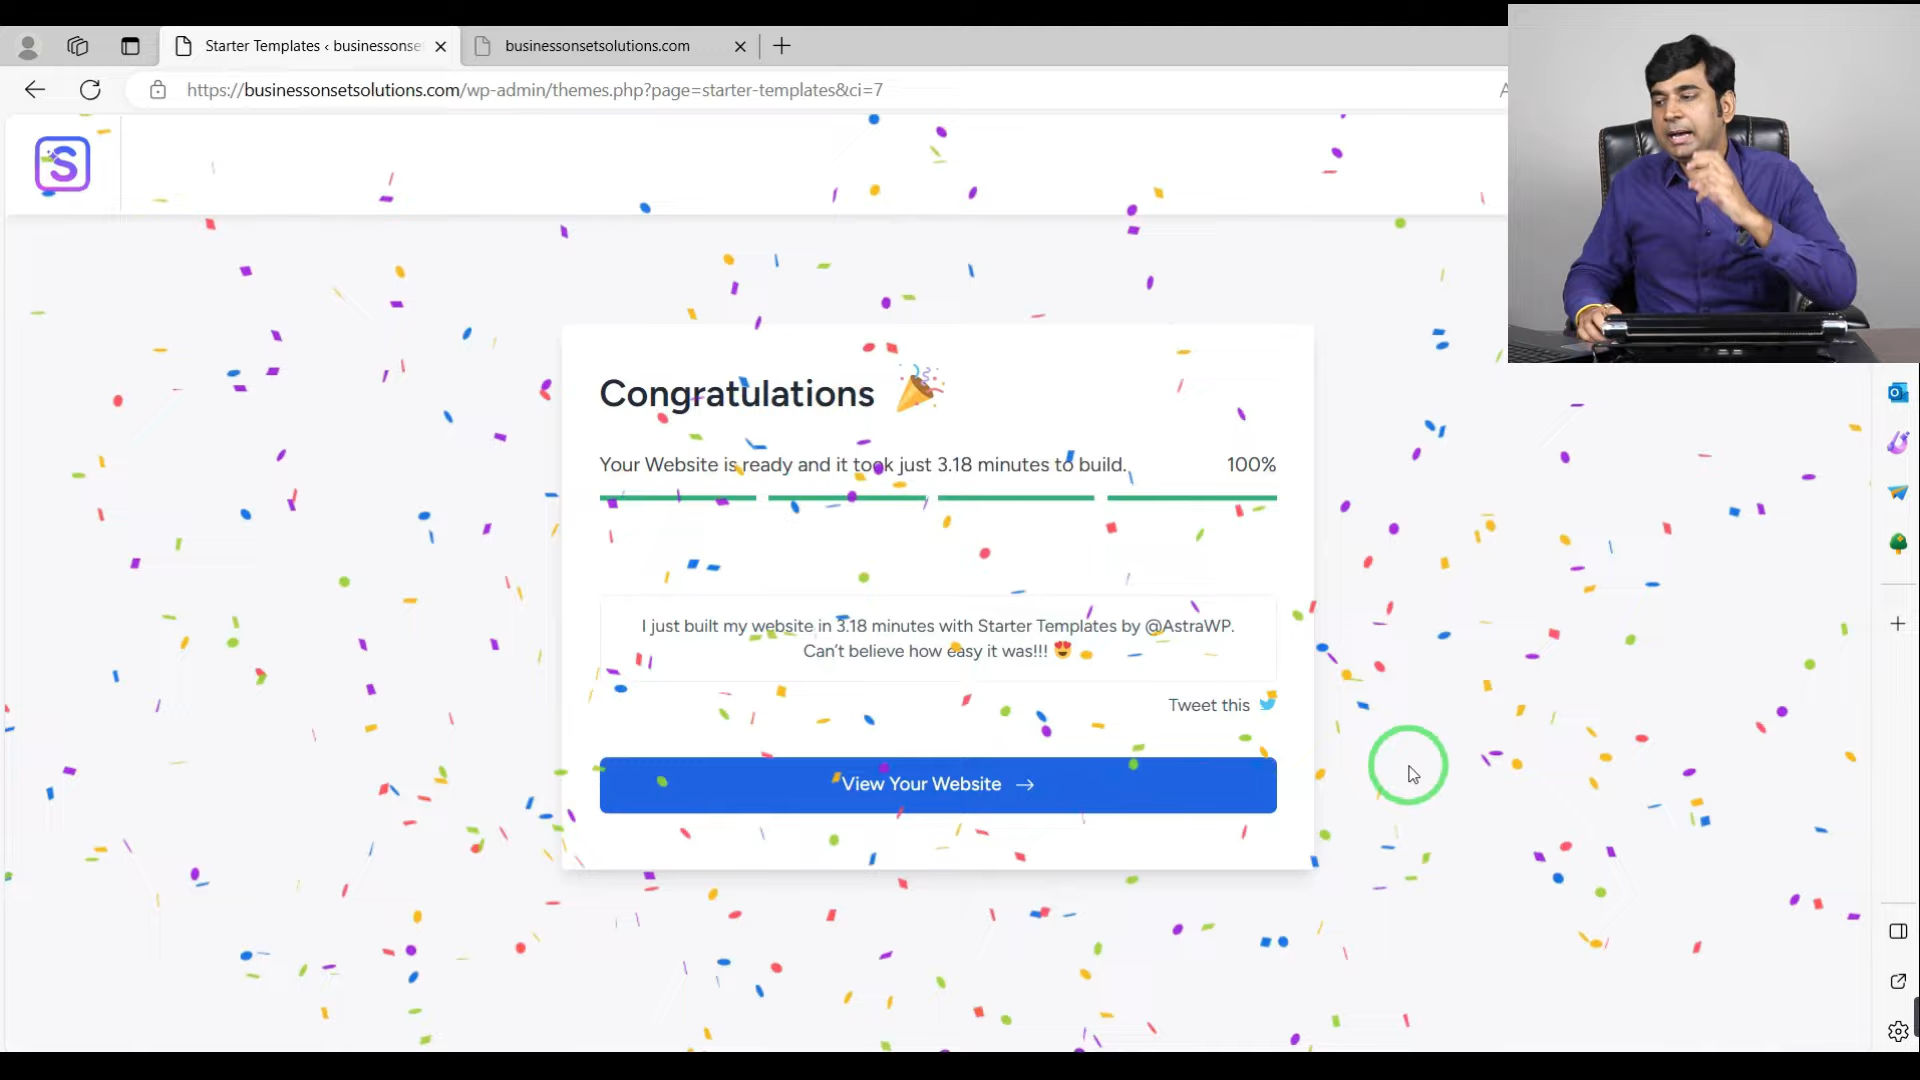 Starter Templates ‹ businessonse
businessonsetsolutions.com
https://businessonsetsolutions.com/wp-admin/themes.php?page=starter-templates&ci=7
A
S
Congratulations
Your Website is ready and it took just 3.18 minutes to build.
100%
I just built my website in 3.18 minutes with Starter Templates by @AstraWP.
Can’t believe how easy it was!!! 😍
Tweet this
View Your Website →